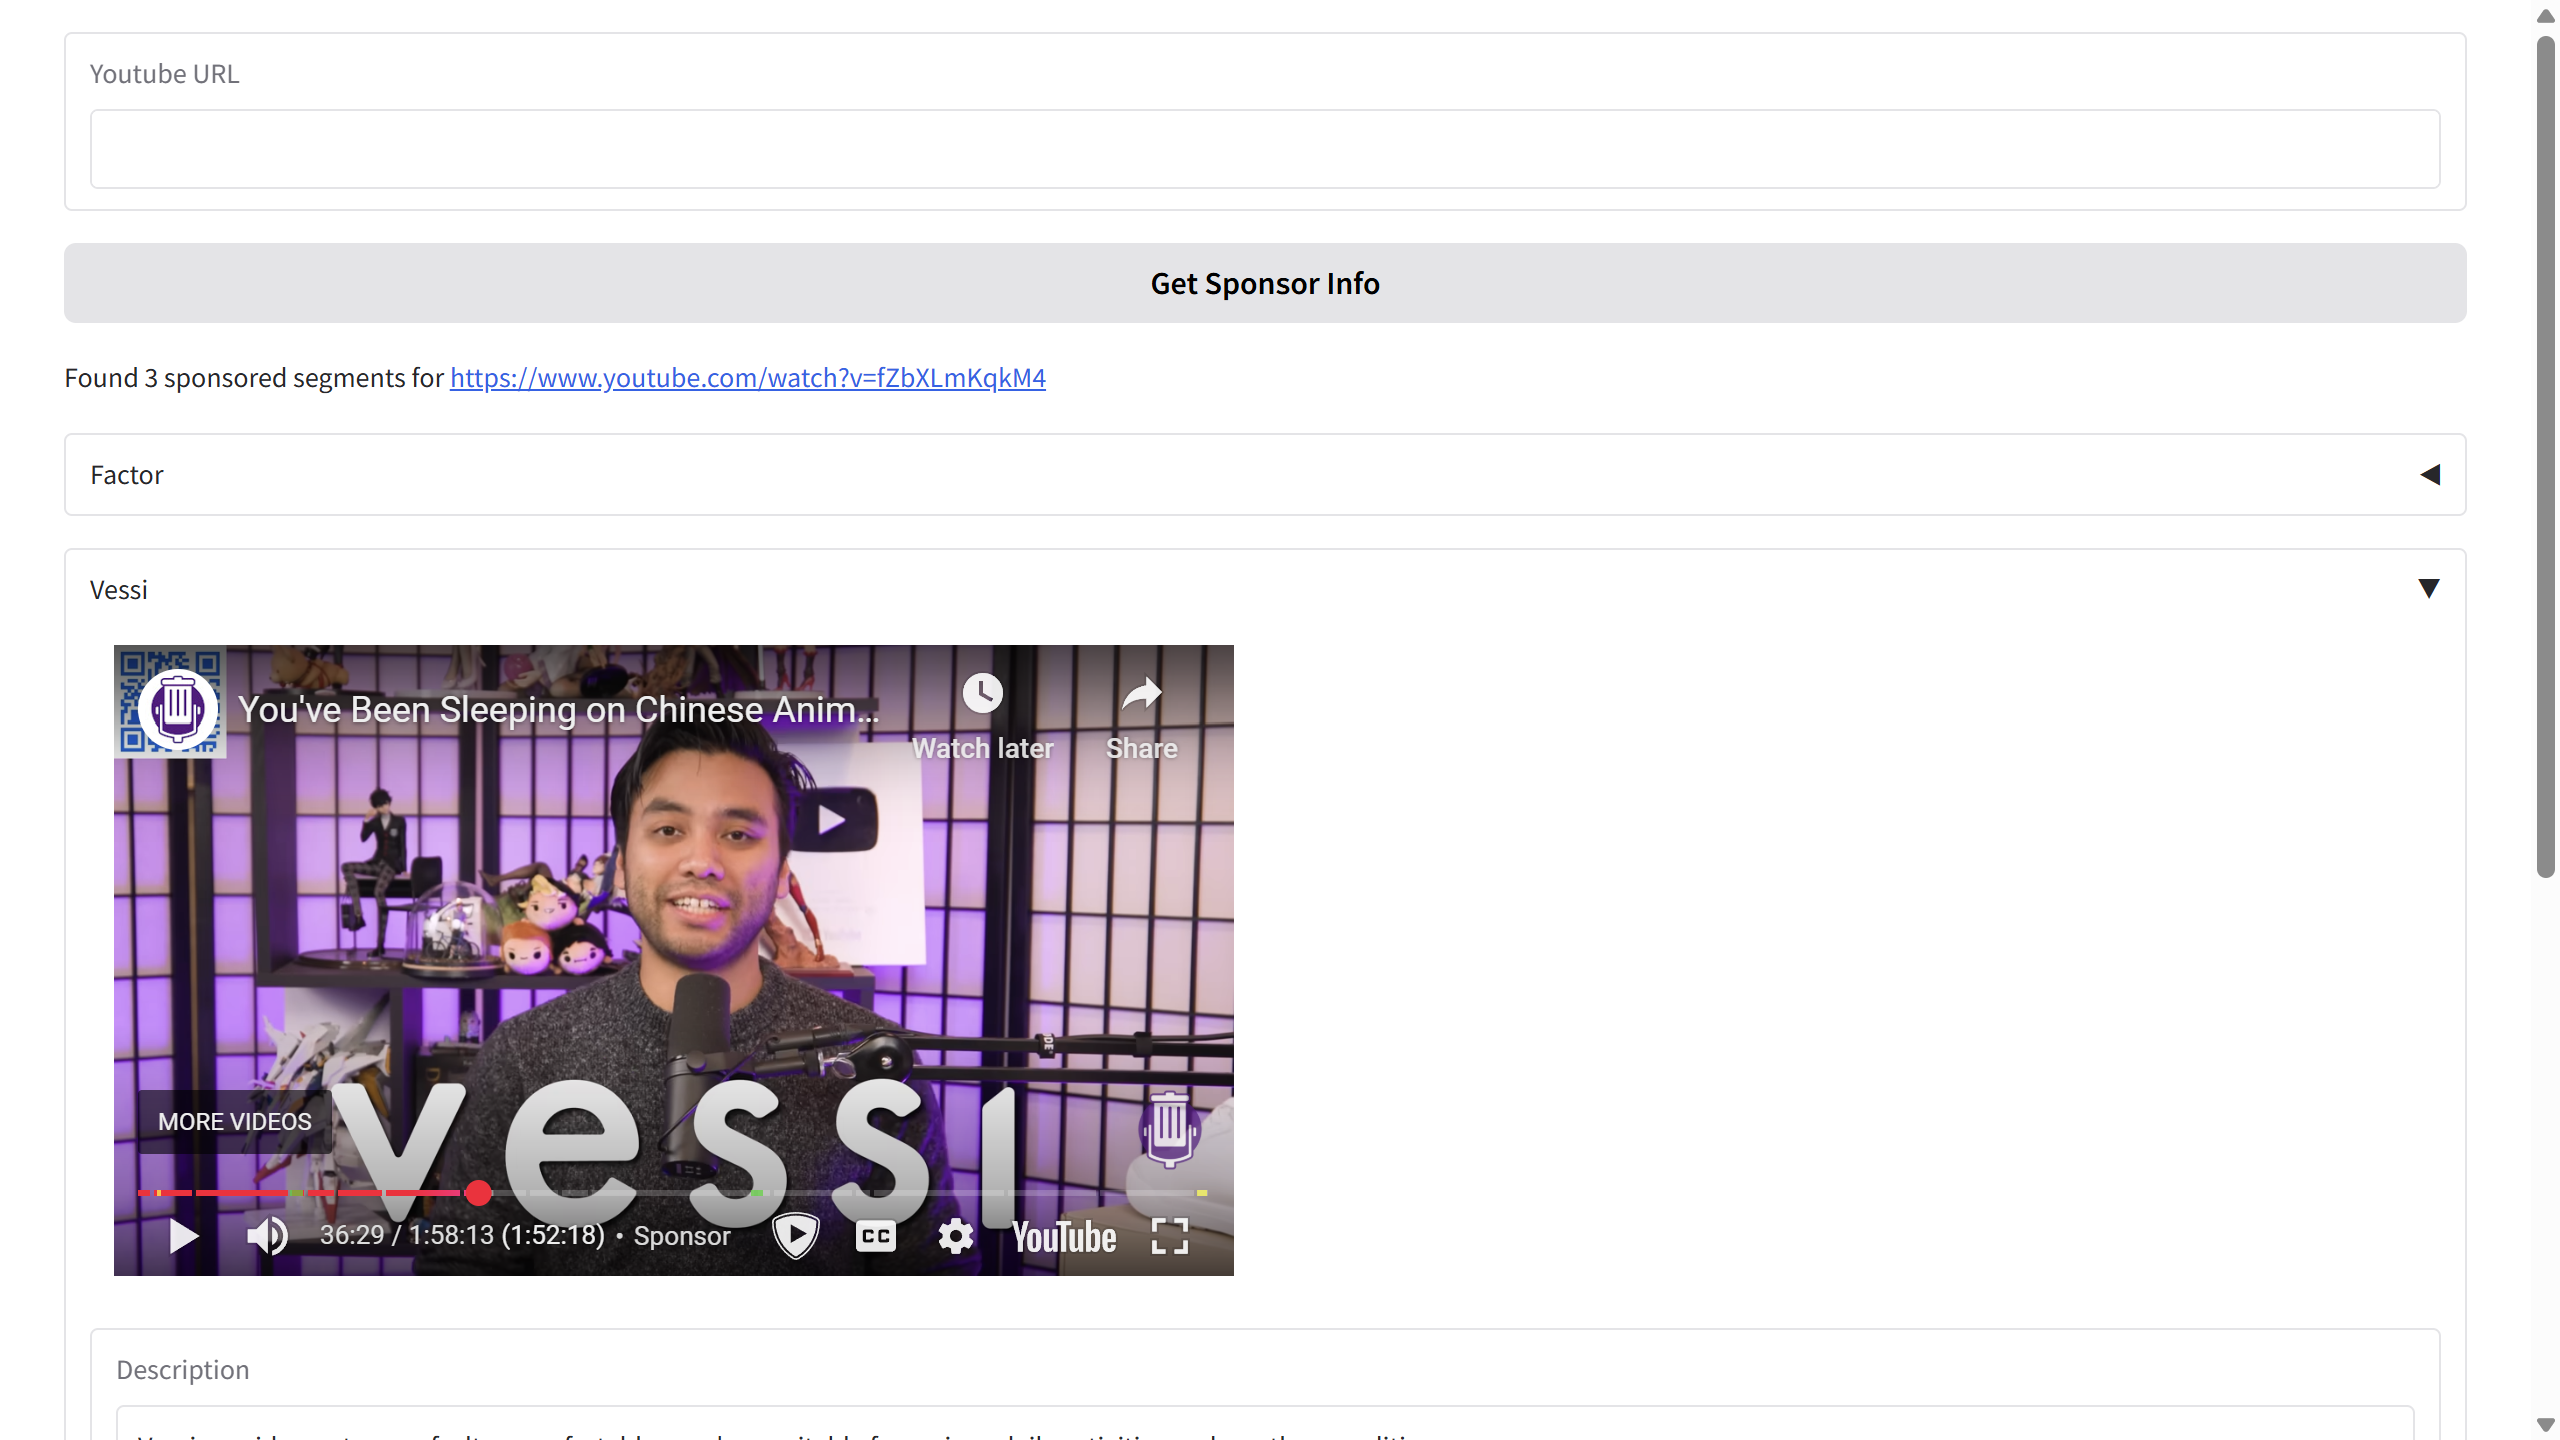 Youtube URL
Get Sponsor Info
Found 3 sponsored segments for https://www.youtube.com/watch?v=fZbXLmKqkM4
Factor
Vessi
You've Been Sleeping on Chinese Anim...
Watch later
Share
MORE VIDEOS
vessi
36:29 / 1:58:13 (1:52:18) • Sponsor
CC
YouTube
Description